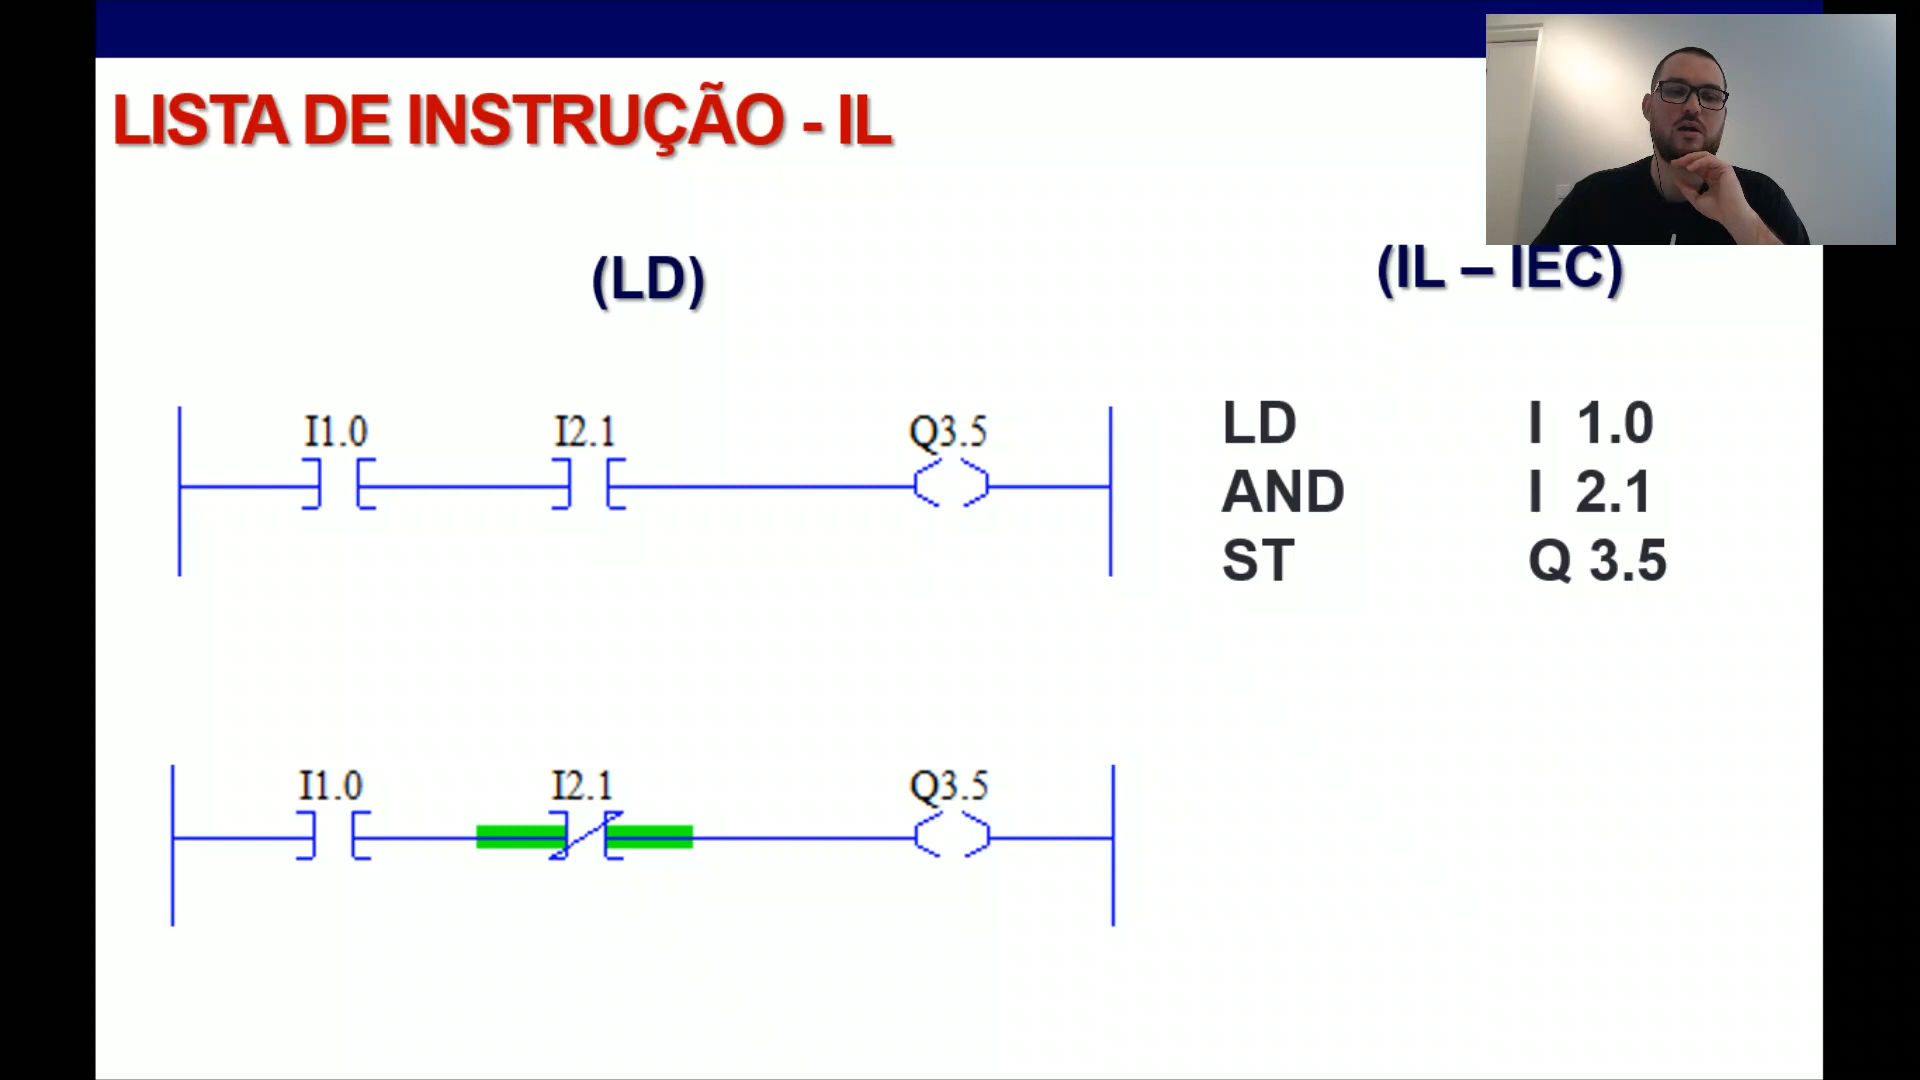 LISTA DE INSTRUÇÃO - IL
(LD)
(IL – IEC)
I1.0 I2.1 Q3.5
LD I 1.0
AND I 2.1
ST Q 3.5
I1.0 I2.1 Q3.5